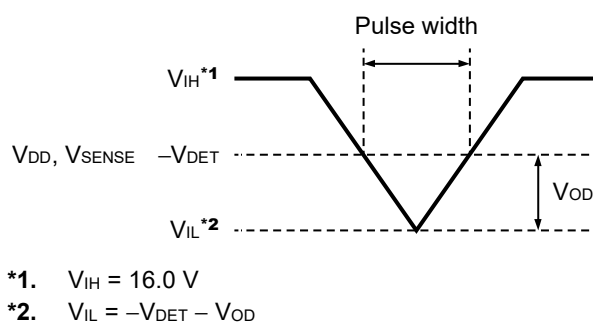 Pulse width
VIH*1
VDD, VSENSE –VDET
VOD
VIL*2
*1. VIH = 16.0 V
*2. VIL = –VDET – VOD